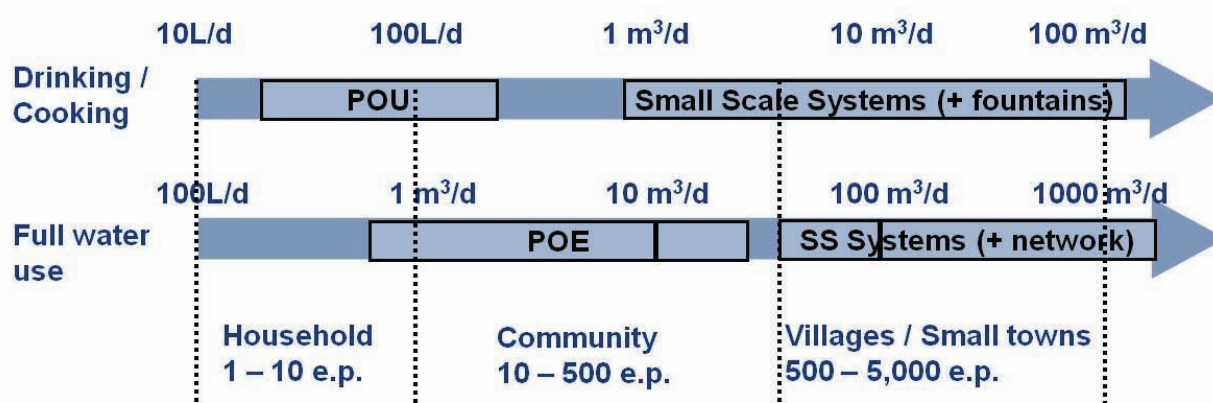 10L/d 100L/d 1 m³/d 10 m³/d 100 m³/d
Drinking /
Cooking
POU Small Scale Systems (+ fountains)
100L/d 1 m³/d 10 m³/d 100 m³/d 1000 m³/d
Full water
use
POE SS Systems (+ network)
Household Community Villages / Small towns
1 – 10 e.p. 10 – 500 e.p. 500 – 5,000 e.p.